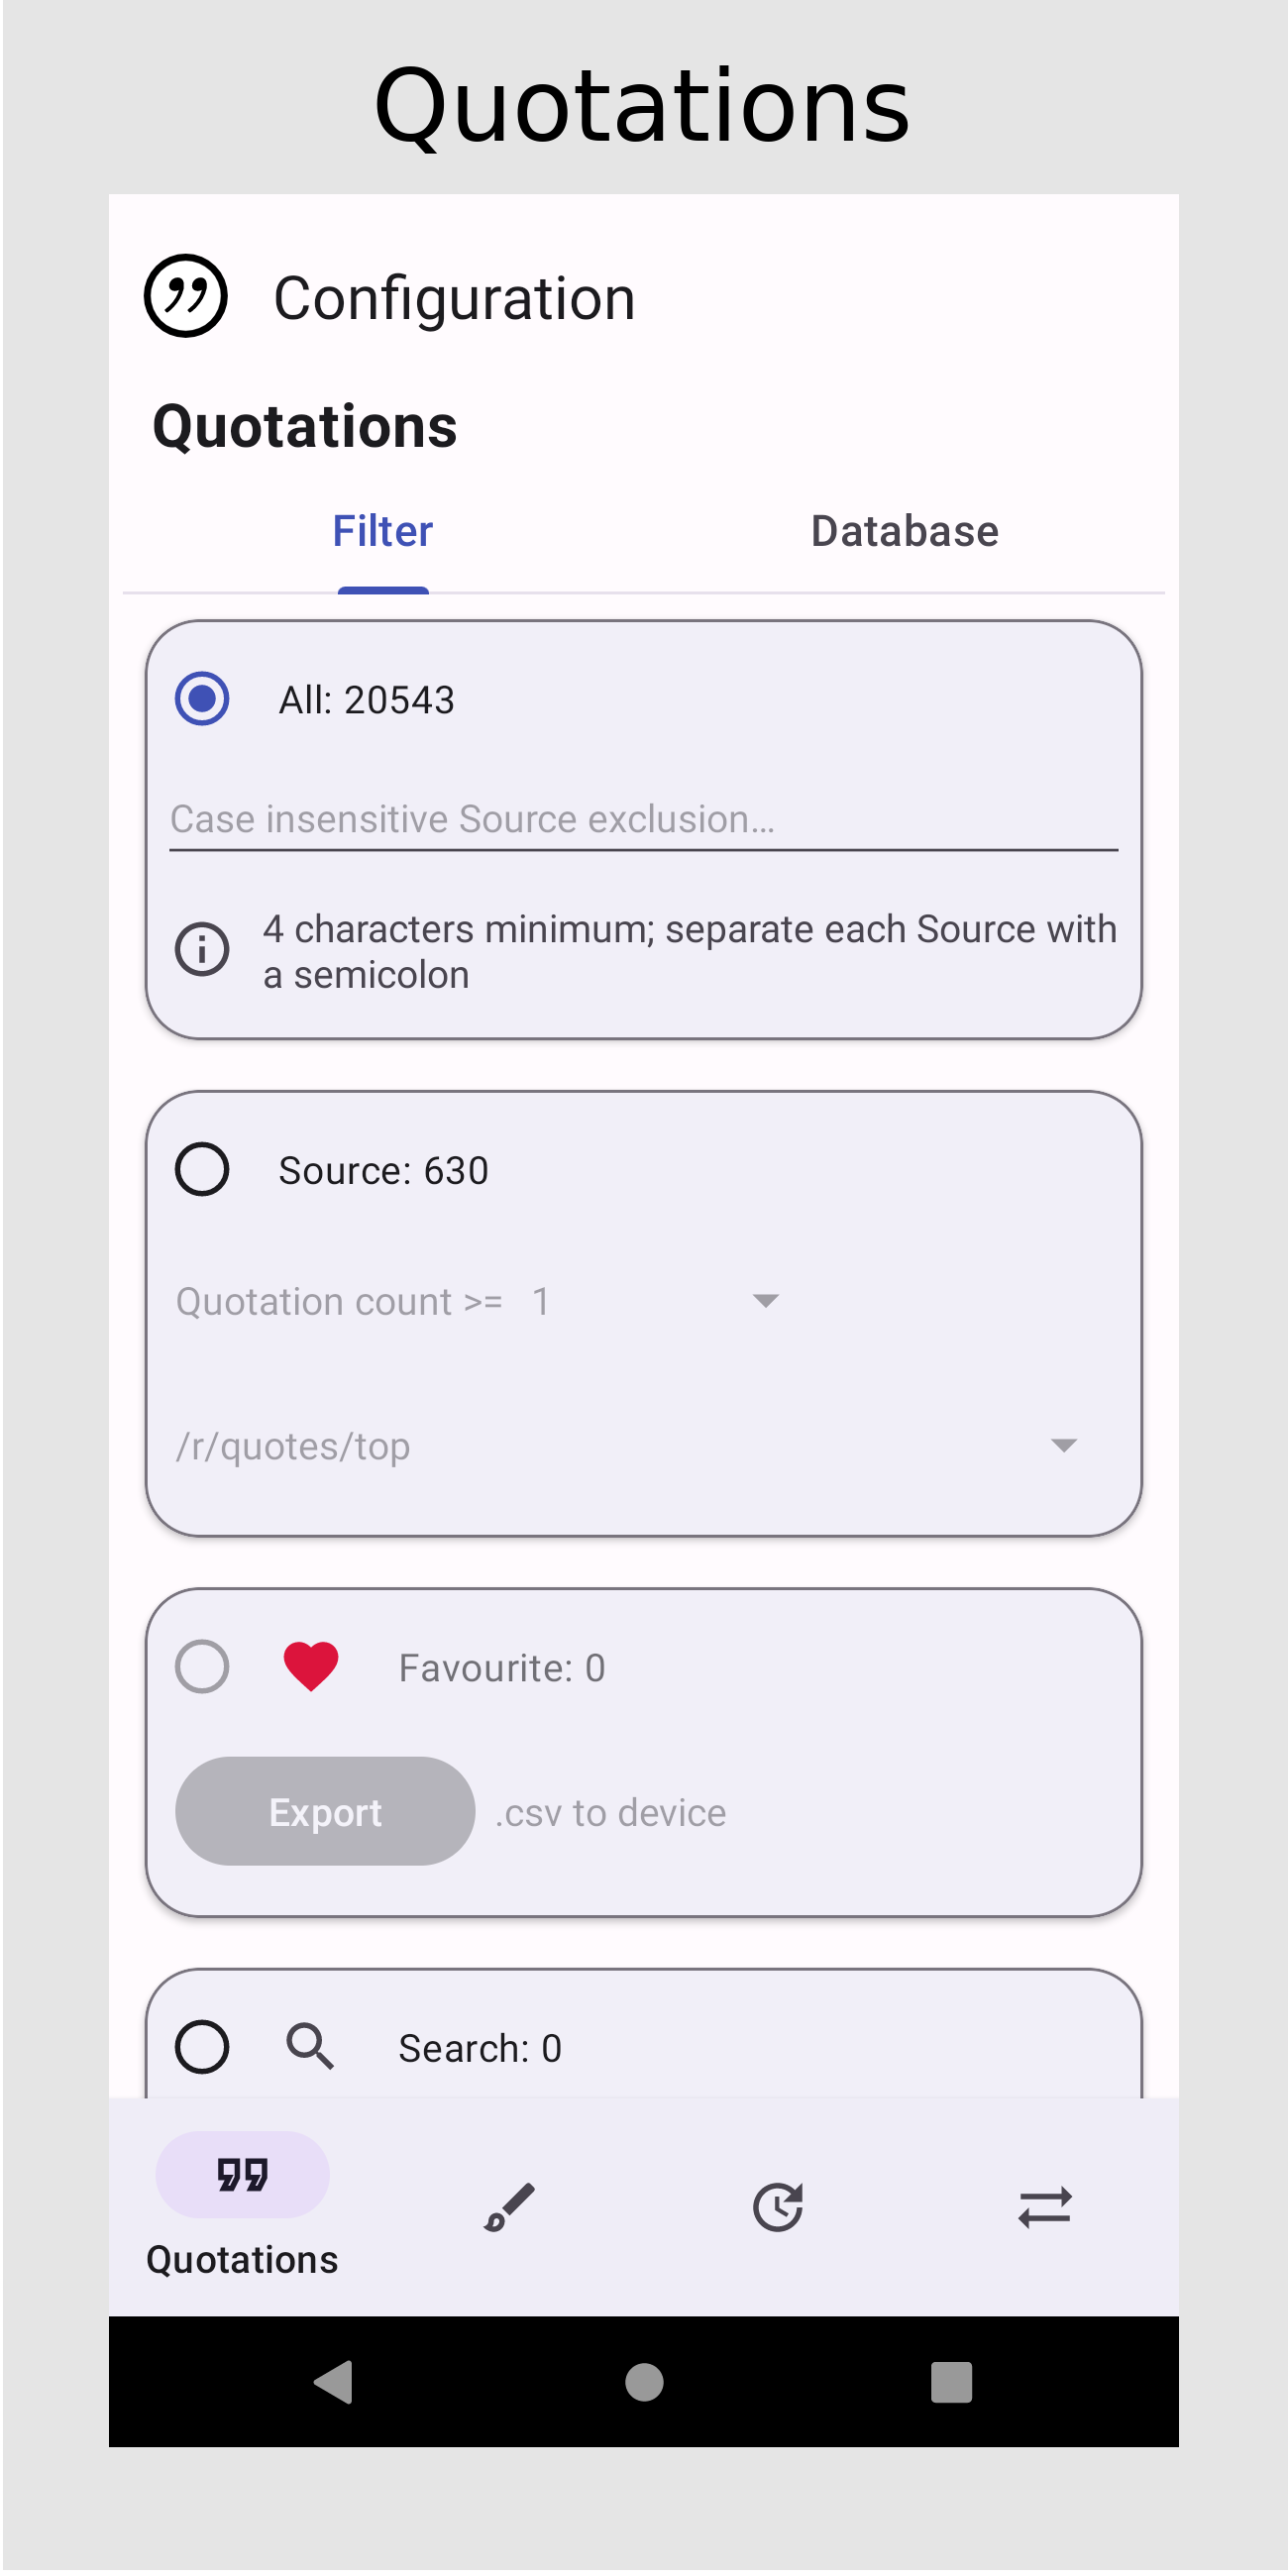 Quotations
Configuration
Quotations
Filter
Database
All: 20543
Case insensitive Source exclusion…
4 characters minimum; separate each Source with
a semicolon
Source: 630
Quotation count >= 1
/r/quotes/top
Favourite: 0
Export
.csv to device
Search: 0
Quotations